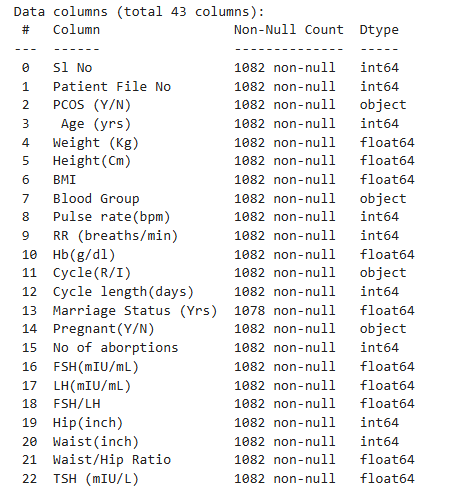 Data columns (total 43 columns):
 #   Column                 Non-Null Count  Dtype
---  ------                 --------------  -----
 0   Sl No                  1082 non-null   int64
 1   Patient File No        1082 non-null   int64
 2   PCOS (Y/N)             1082 non-null   object
 3    Age (yrs)             1082 non-null   int64
 4   Weight (Kg)            1082 non-null   float64
 5   Height(Cm)             1082 non-null   float64
 6   BMI                    1082 non-null   float64
 7   Blood Group            1082 non-null   object
 8   Pulse rate(bpm)        1082 non-null   int64
 9   RR (breaths/min)       1082 non-null   int64
 10  Hb(g/dl)               1082 non-null   float64
 11  Cycle(R/I)             1082 non-null   object
 12  Cycle length(days)     1082 non-null   int64
 13  Marriage Status (Yrs)  1078 non-null   float64
 14  Pregnant(Y/N)          1082 non-null   object
 15  No of aborptions       1082 non-null   int64
 16  FSH(mIU/mL)            1082 non-null   float64
 17  LH(mIU/mL)             1082 non-null   float64
 18  FSH/LH                 1082 non-null   float64
 19  Hip(inch)              1082 non-null   int64
 20  Waist(inch)            1082 non-null   int64
 21  Waist/Hip Ratio        1082 non-null   float64
 22  TSH (mIU/L)            1082 non-null   float64